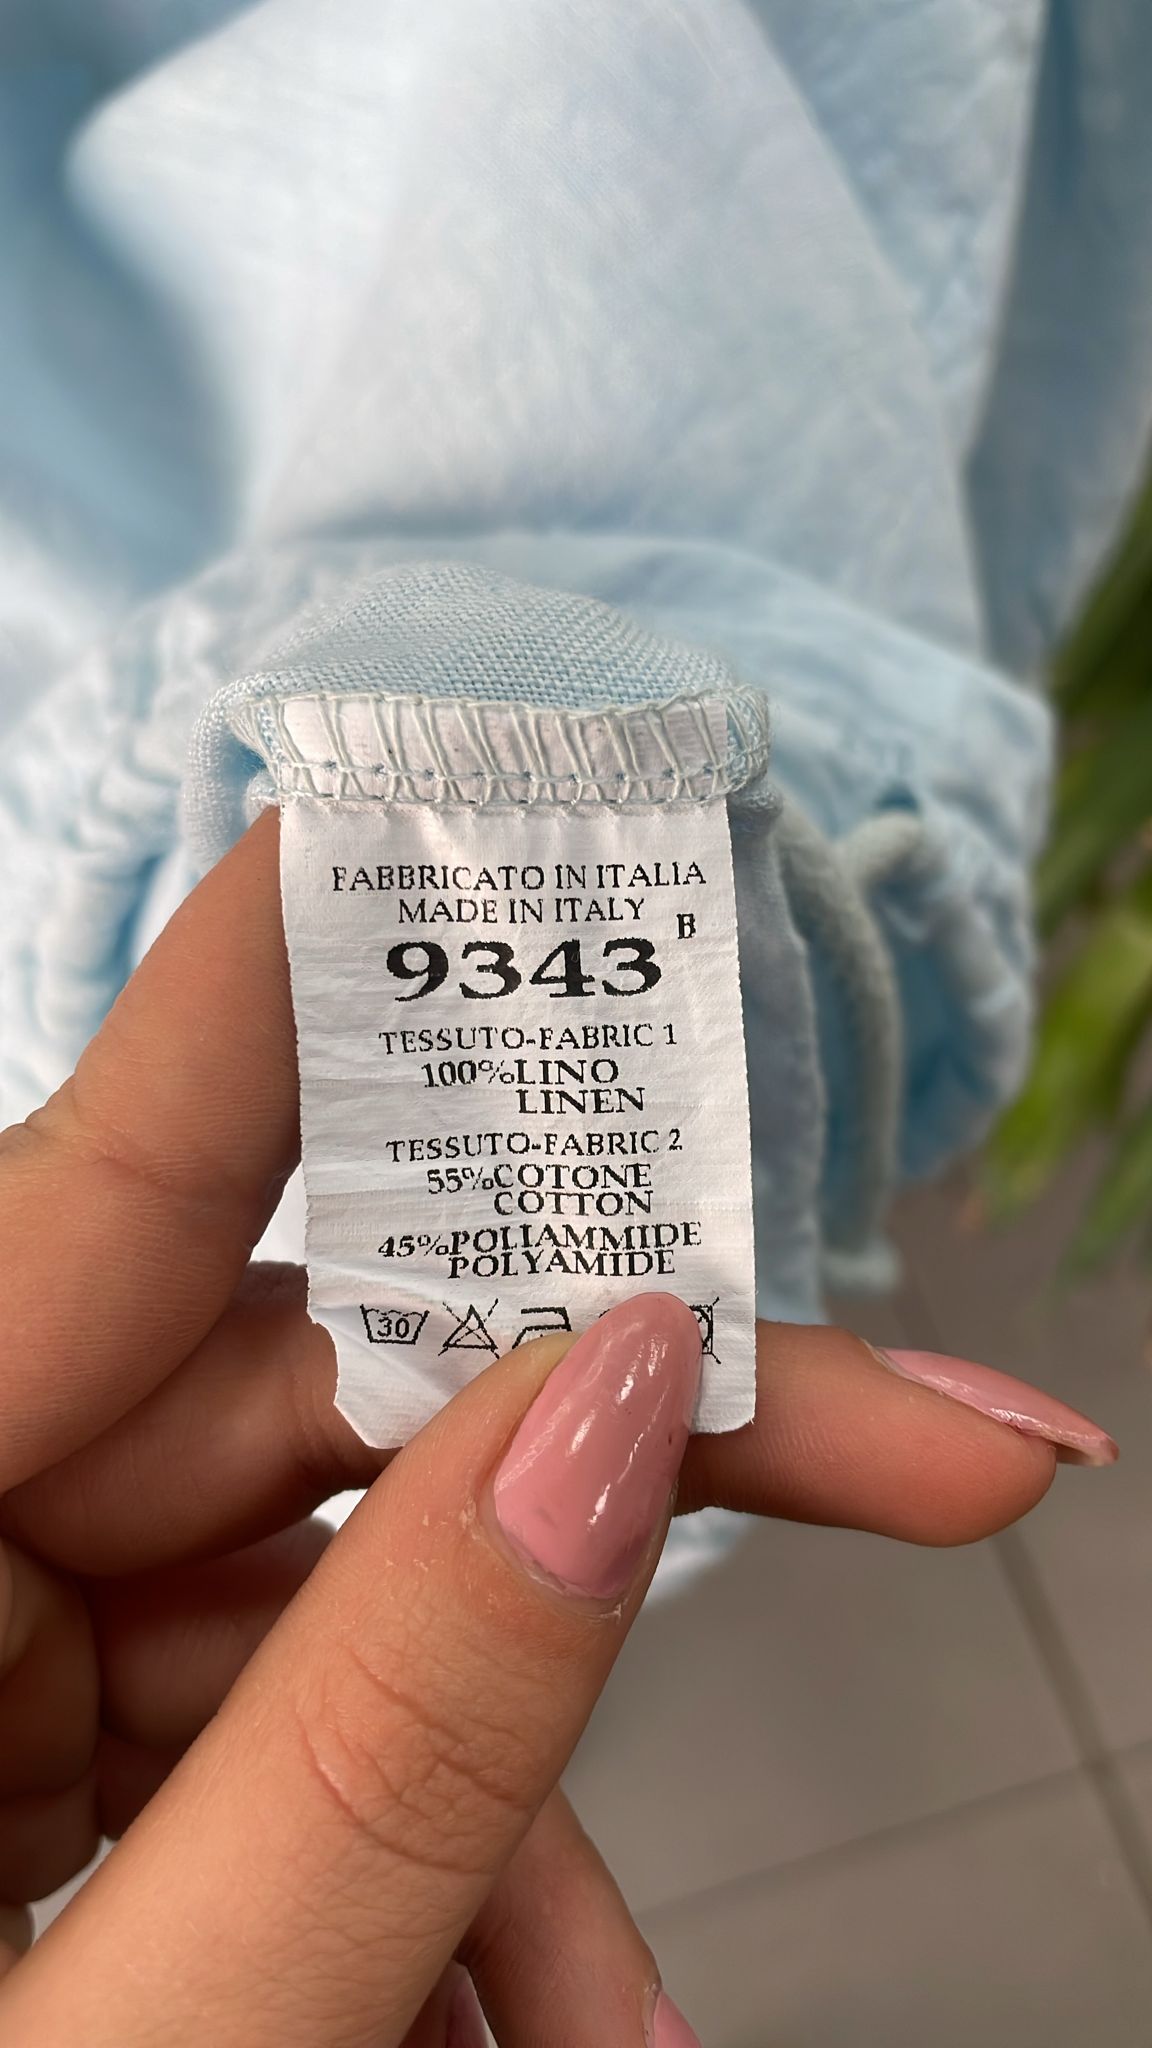 FABBRICATO IN ITALIA
MADE IN ITALY
9343 B
TESSUTO-FABRIC 1
100%LINO
LINEN
TESSUTO-FABRIC 2
55%COTONE
COTTON
45%POLIAMMIDE
POLYAMIDE
30